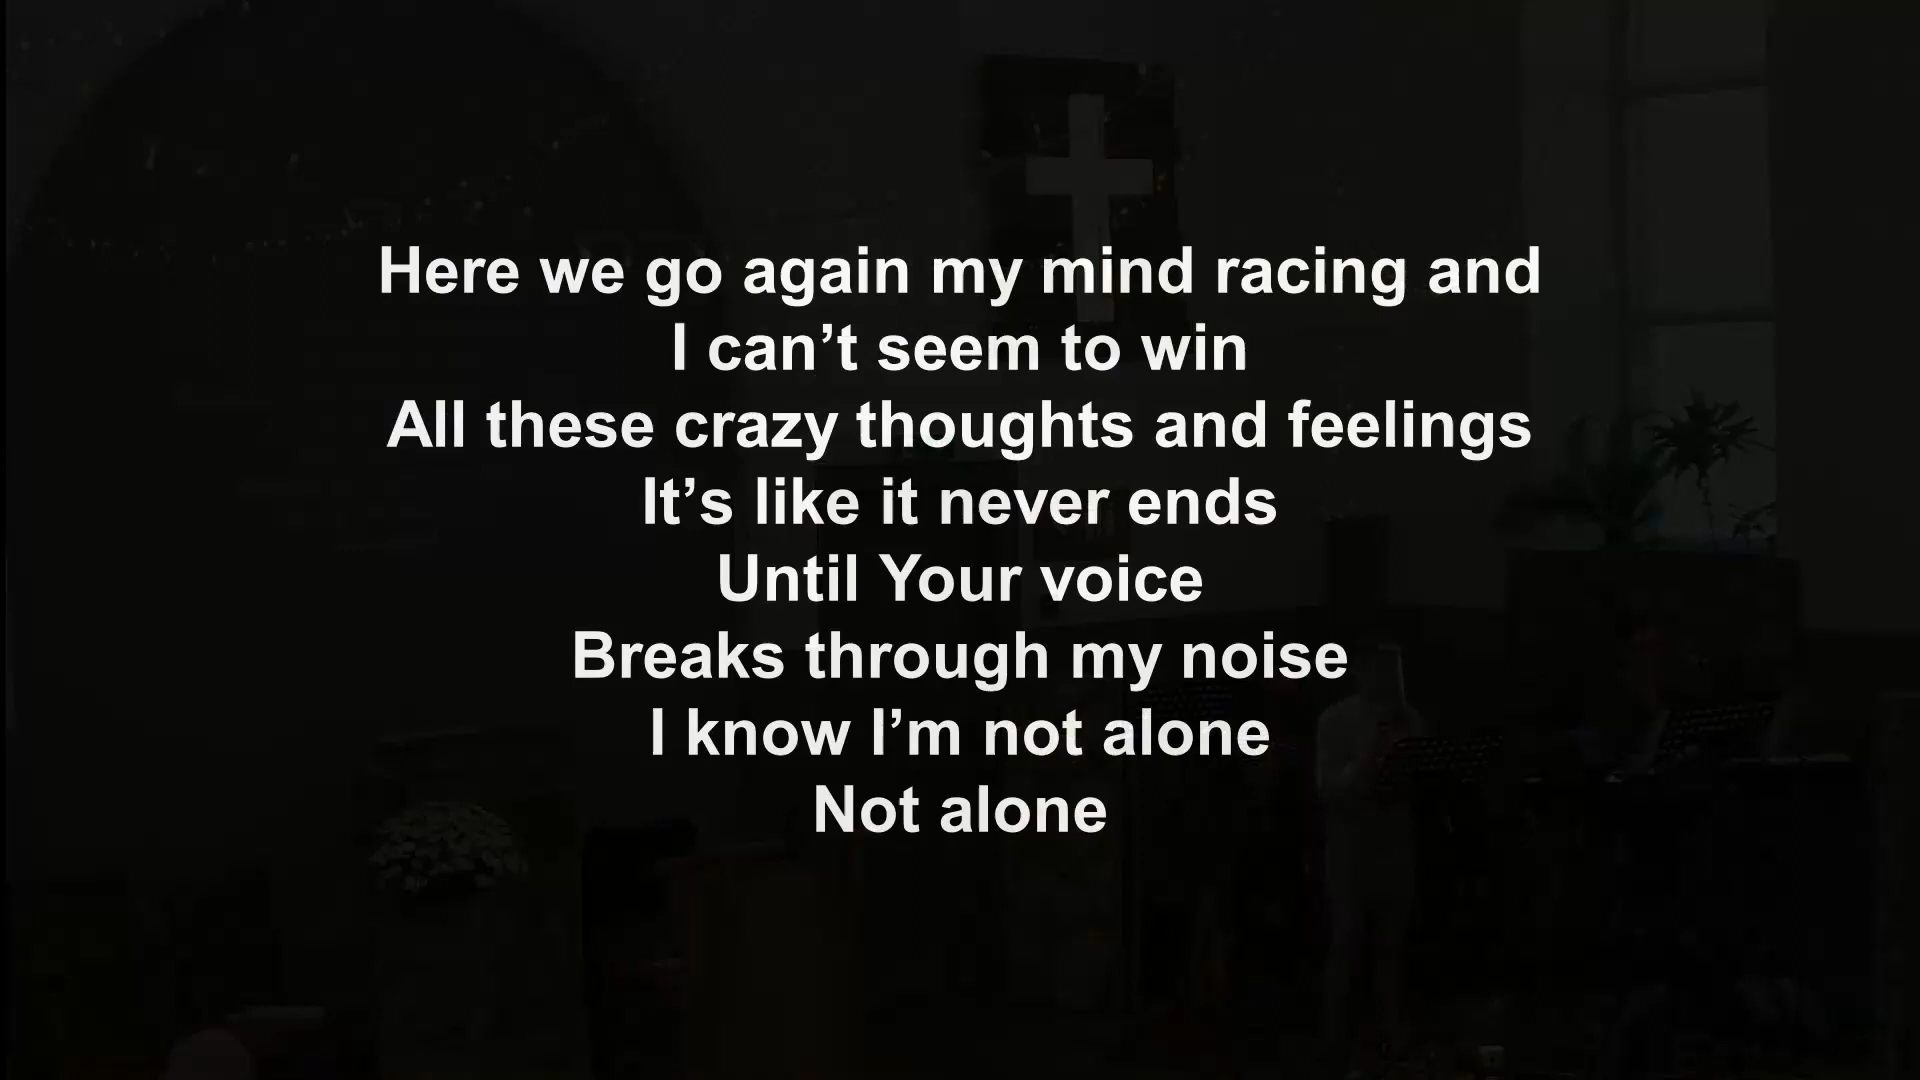 Here we go again my mind racing and
I can’t seem to win
All these crazy thoughts and feelings
It’s like it never ends
Until Your voice
Breaks through my noise
I know I’m not alone
Not alone